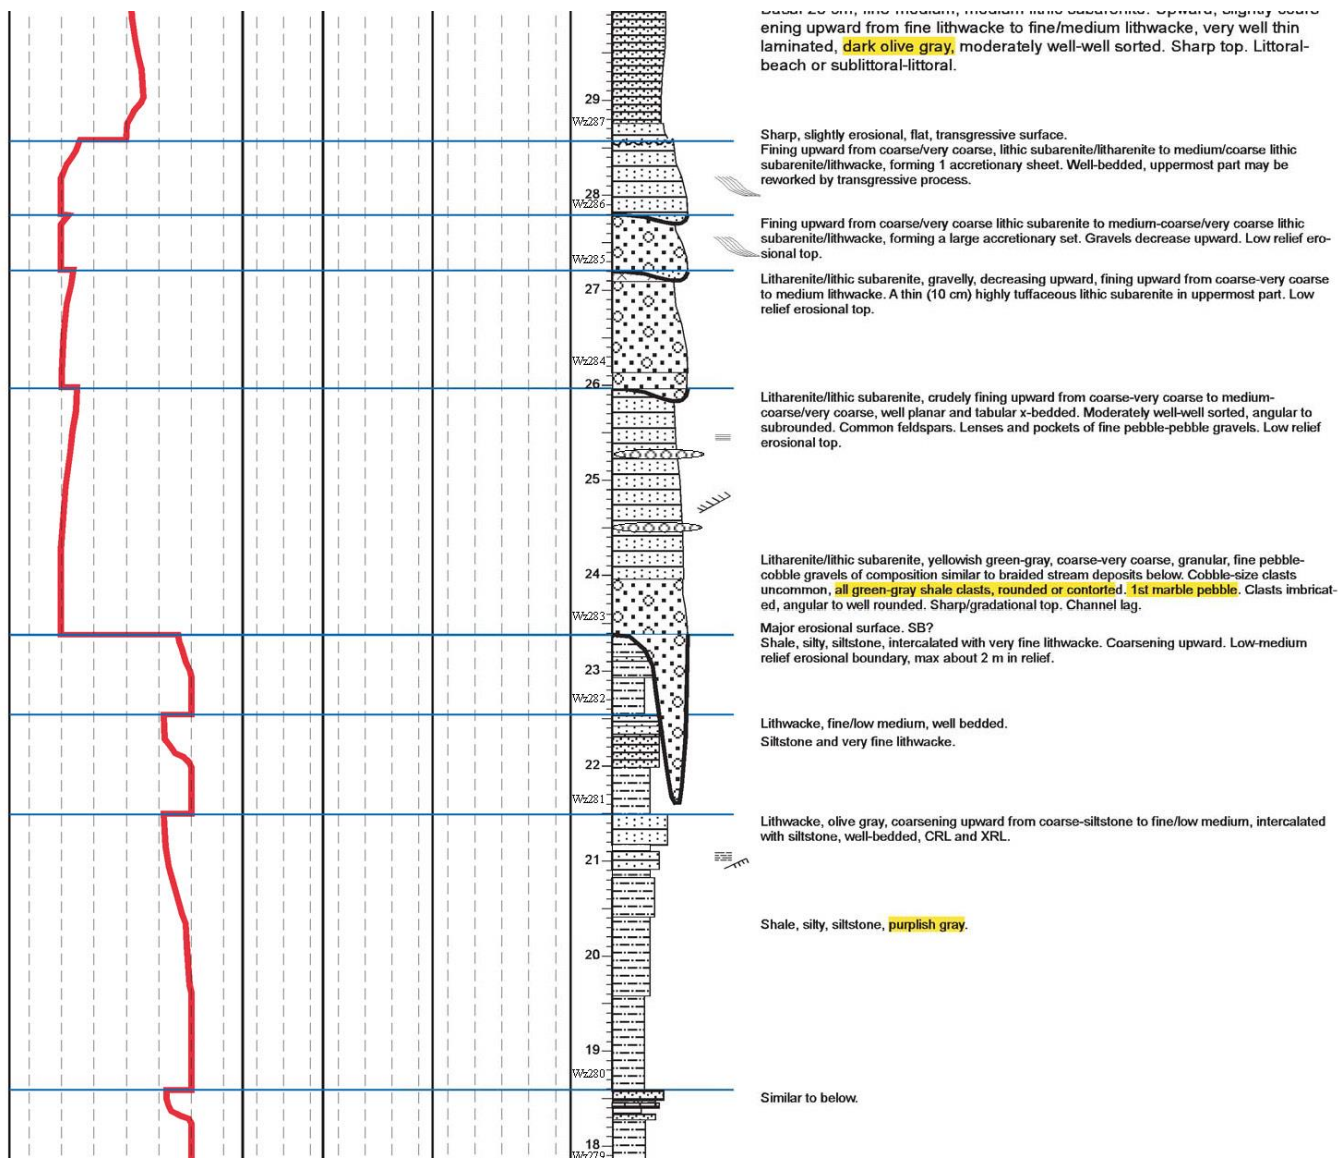 Basal 20 cm, fine-medium, medium lithic subarenite. Upward, slightly coars-
ening upward from fine lithwacke to fine/medium lithwacke, very well thin
laminated, dark olive gray, moderately well-well sorted. Sharp top. Littoral-
beach or sublittoral-littoral.
29
Wz287
Sharp, slightly erosional, flat, transgressive surface.
Fining upward from coarse/very coarse, lithic subarenite/litharenite to medium/coarse lithic
subarenite/lithwacke, forming 1 accretionary sheet. Well-bedded, uppermost part may be
reworked by transgressive process.
28
Wz286
Fining upward from coarse/very coarse lithic subarenite to medium-coarse/very coarse lithic
subarenite/lithwacke, forming a large accretionary set. Gravels decrease upward. Low relief ero-
sional top.
Wz285
27
Litharenite/lithic subarenite, gravelly, decreasing upward, fining upward from coarse-very coarse
to medium lithwacke. A thin (10 cm) highly tuffaceous lithic subarenite in uppermost part. Low
relief erosional top.
Wz284
26
Litharenite/lithic subarenite, crudely fining upward from coarse-very coarse to medium-
coarse/very coarse, well planar and tabular x-bedded. Moderately well-well sorted, angular to
subrounded. Common feldspars. Lenses and pockets of fine pebble-pebble gravels. Low relief
erosional top.
25
24
Litharenite/lithic subarenite, yellowish green-gray, coarse-very coarse, granular, fine pebble-
cobble gravels of composition similar to braided stream deposits below. Cobble-size clasts
uncommon, all green-gray shale clasts, rounded or contorted. 1st marble pebble. Clasts imbricat-
ed, angular to well rounded. Sharp/gradational top. Channel lag.
Wz283
Major erosional surface. SB?
Shale, silty, siltstone, intercalated with very fine lithwacke. Coarsening upward. Low-medium
relief erosional boundary, max about 2 m in relief.
23
Wz282
Lithwacke, fine/low medium, well bedded.
Siltstone and very fine lithwacke.
22
Wz281
Lithwacke, olive gray, coarsening upward from coarse-siltstone to fine/low medium, intercalated
with siltstone, well-bedded, CRL and XRL.
21
Shale, silty, siltstone, purplish gray.
20
19
Wz280
Similar to below.
18
Wz279